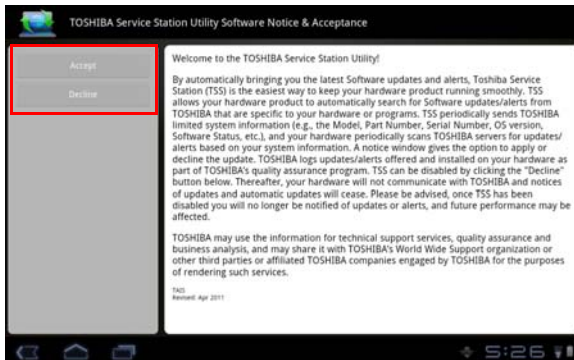 TOSHIBA Service Station Utility Software Notice & Acceptance
Accept
Decline
Welcome to the TOSHIBA Service Station Utility!
By automatically bringing you the latest Software updates and alerts, Toshiba Service
Station (TSS) is the easiest way to keep your hardware product running smoothly. TSS
allows your hardware product to automatically search for Software updates/alerts from
TOSHIBA that are specific to your hardware or programs. TSS periodically sends TOSHIBA
limited system information (e.g., the Model, Part Number, Serial Number, OS version,
Software Status, etc.), and your hardware periodically scans TOSHIBA servers for updates/
alerts based on your system information. A notice window gives the option to apply or
decline the update. TOSHIBA logs updates/alerts offered and installed on your hardware as
part of TOSHIBA's quality assurance program. TSS can be disabled by clicking the "Decline"
button below. Thereafter, your hardware will not communicate with TOSHIBA and notices
of updates and automatic updates will cease. Please be advised, once TSS has been
disabled you will no longer be notified of updates or alerts, and future performance may be
affected.
TOSHIBA may use the information for technical support services, quality assurance and
business analysis, and may share it with TOSHIBA's World Wide Support organization or
other third parties or affiliated TOSHIBA companies engaged by TOSHIBA for the purposes
of rendering such services.
TAIS
Revised: Apr 2011
5:26